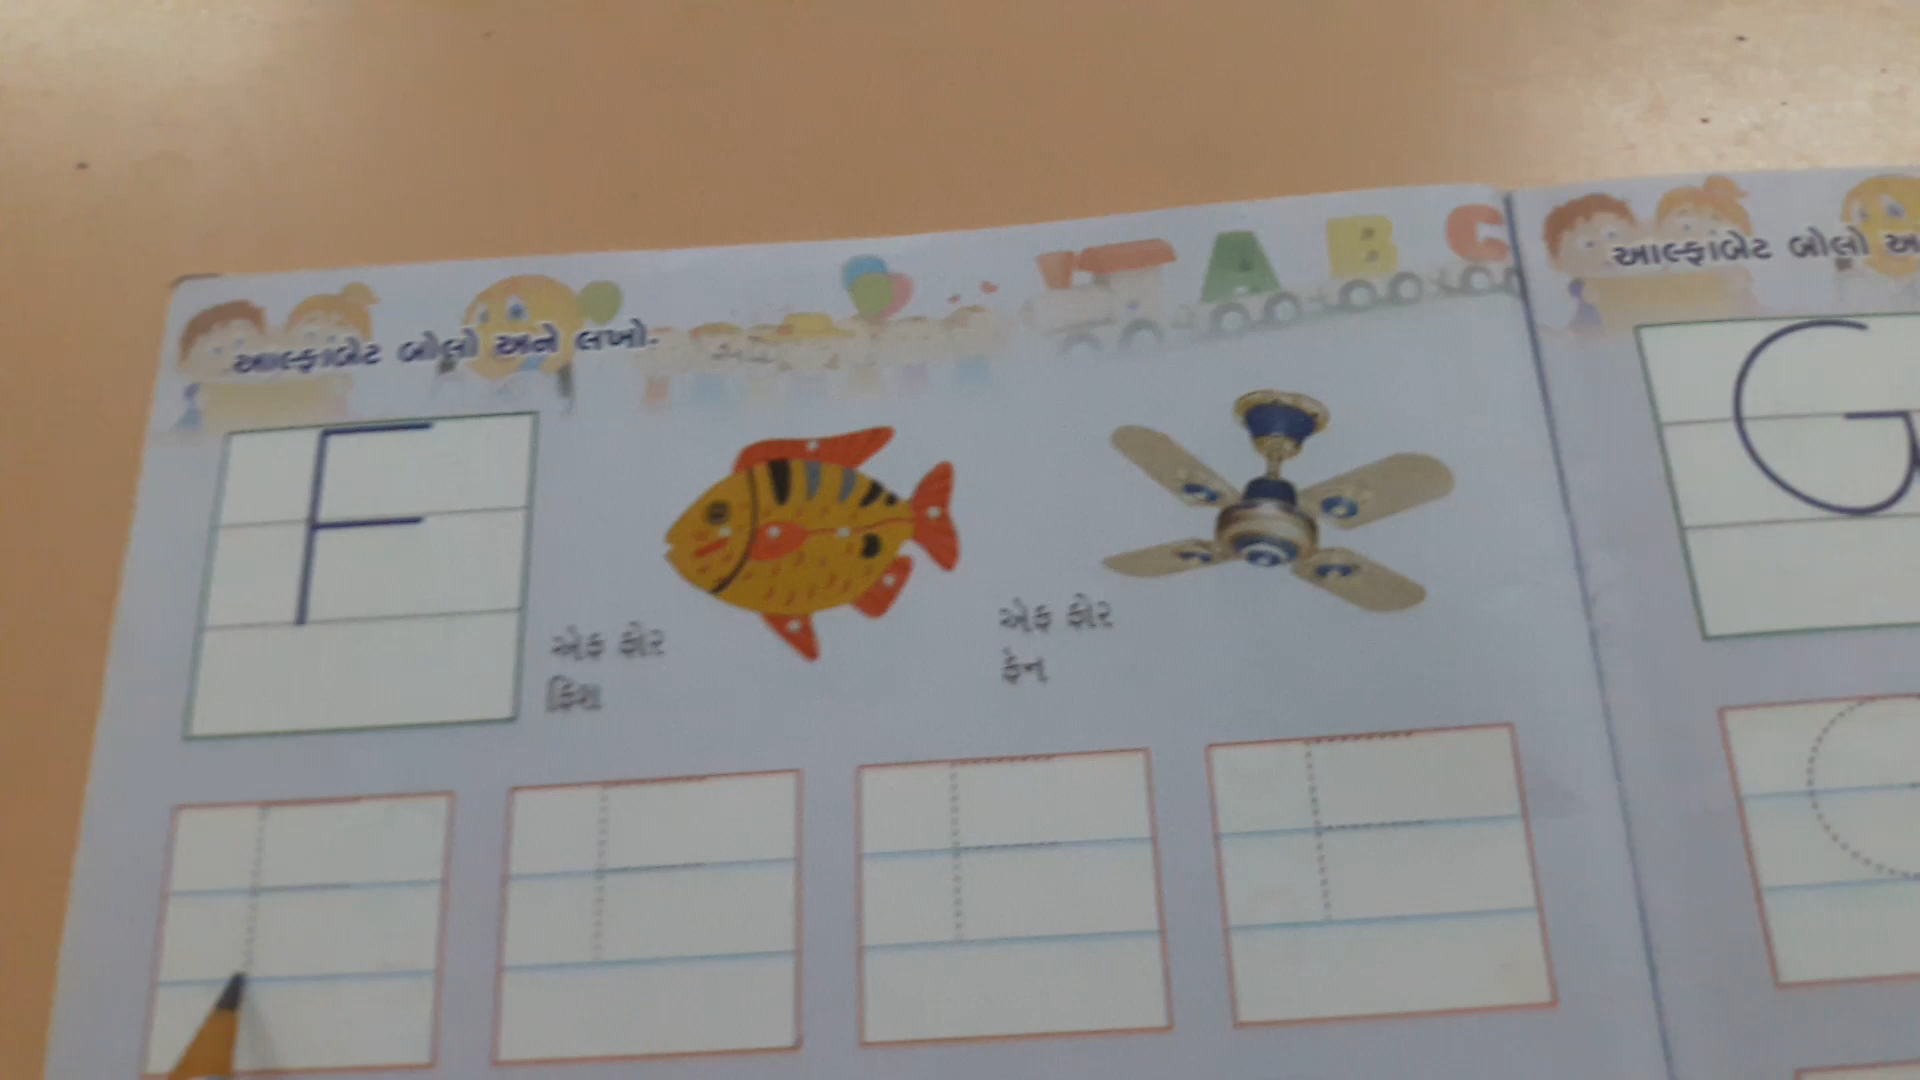 A B C
આલ્ફાબેટ બોલો અને લખો.
F
એફ ફોર
ફિશ
એફ ફોર
ફેન
F F F F
આલ્ફાબેટ બોલો
G